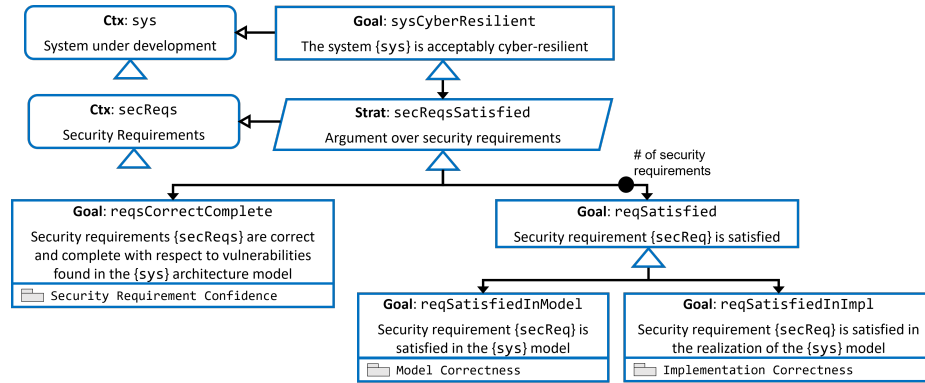 Ctx: sys
System under development
Goal: sysCyberResilient
The system {sys} is acceptably cyber-resilient
Ctx: secReqs
Security Requirements
Strat: secReqsSatisfied
Argument over security requirements
# of security
requirements
Goal: reqsCorrectComplete
Security requirements {secReqs} are correct
and complete with respect to vulnerabilities
found in the {sys} architecture model
Security Requirement Confidence
Goal: reqSatisfied
Security requirement {secReq} is satisfied
Goal: reqSatisfiedInModel
Security requirement {secReq} is
satisfied in the {sys} model
Model Correctness
Goal: reqSatisfiedInImpl
Security requirement {secReq} is satisfied in
the realization of the {sys} model
Implementation Correctness